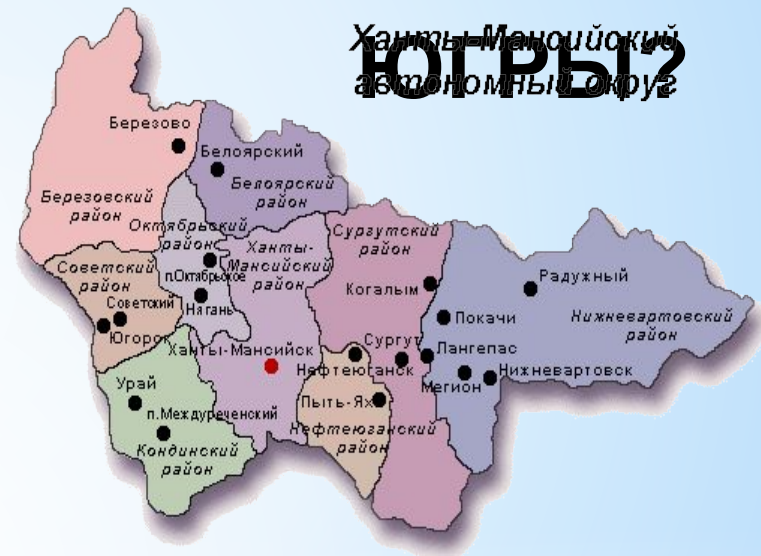 Ханты-Мансийский
автономный округ
ЮГРЫ?
Березово
Белоярский
Белоярский
район
Березовский
район
Октябрьский
район
Ханты-
Мансийский
район
Сургутский
район
Советский
район
п.Октябрьское
Радужный
Когалым
Советский
Нягань
Покачи
Нижневартовский
район
Югорск
Ханты-Мансийск
Сургут
Лангепас
Нефтеюганск
Нижневартовск
Мегион
Урай
Пыть-Ях
п.Междуреченский
Нефтеюганский
район
Кондинский
район